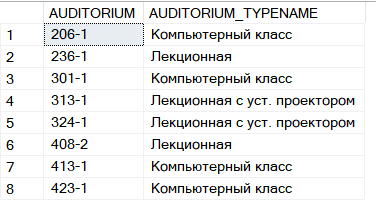 AUDITORIUM AUDITORIUM_TYPENAME
1 206-1 Компьютерный класс
2 236-1 Лекционная
3 301-1 Компьютерный класс
4 313-1 Лекционная с уст. проектором
5 324-1 Лекционная с уст. проектором
6 408-2 Лекционная
7 413-1 Компьютерный класс
8 423-1 Компьютерный класс